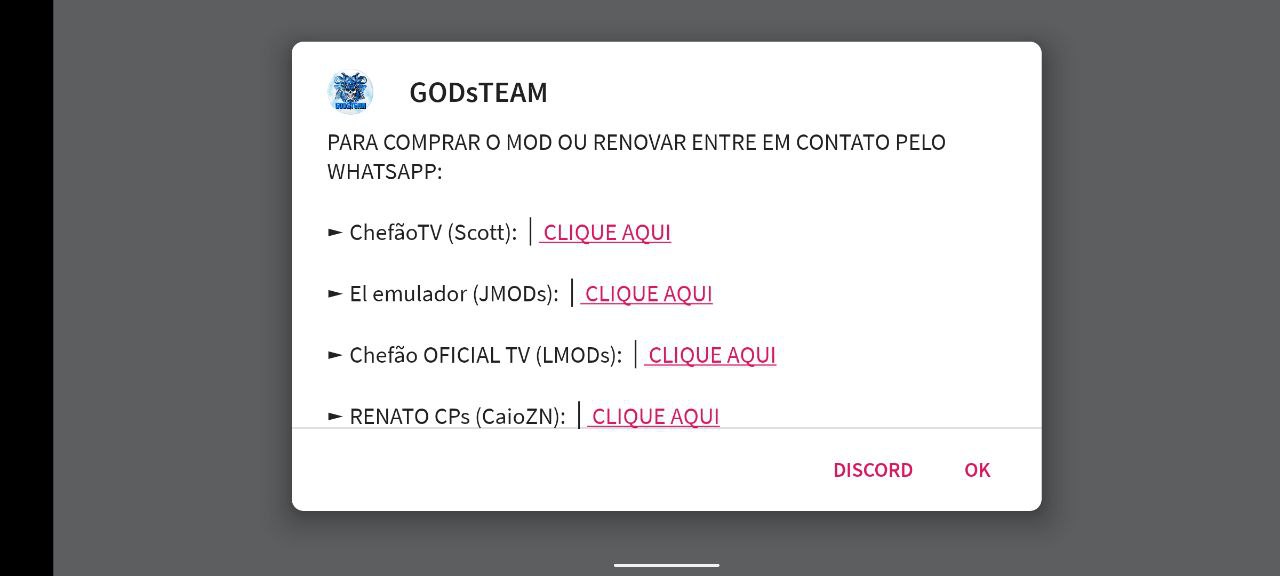 GODsTEAM
PARA COMPRAR O MOD OU RENOVAR ENTRE EM CONTATO PELO
WHATSAPP:
► ChefãoTV (Scott): | CLIQUE AQUI
► El emulador (JMODs): | CLIQUE AQUI
► Chefão OFICIAL TV (LMODs): | CLIQUE AQUI
► RENATO CPs (CaioZN): | CLIQUE AQUI
DISCORD OK